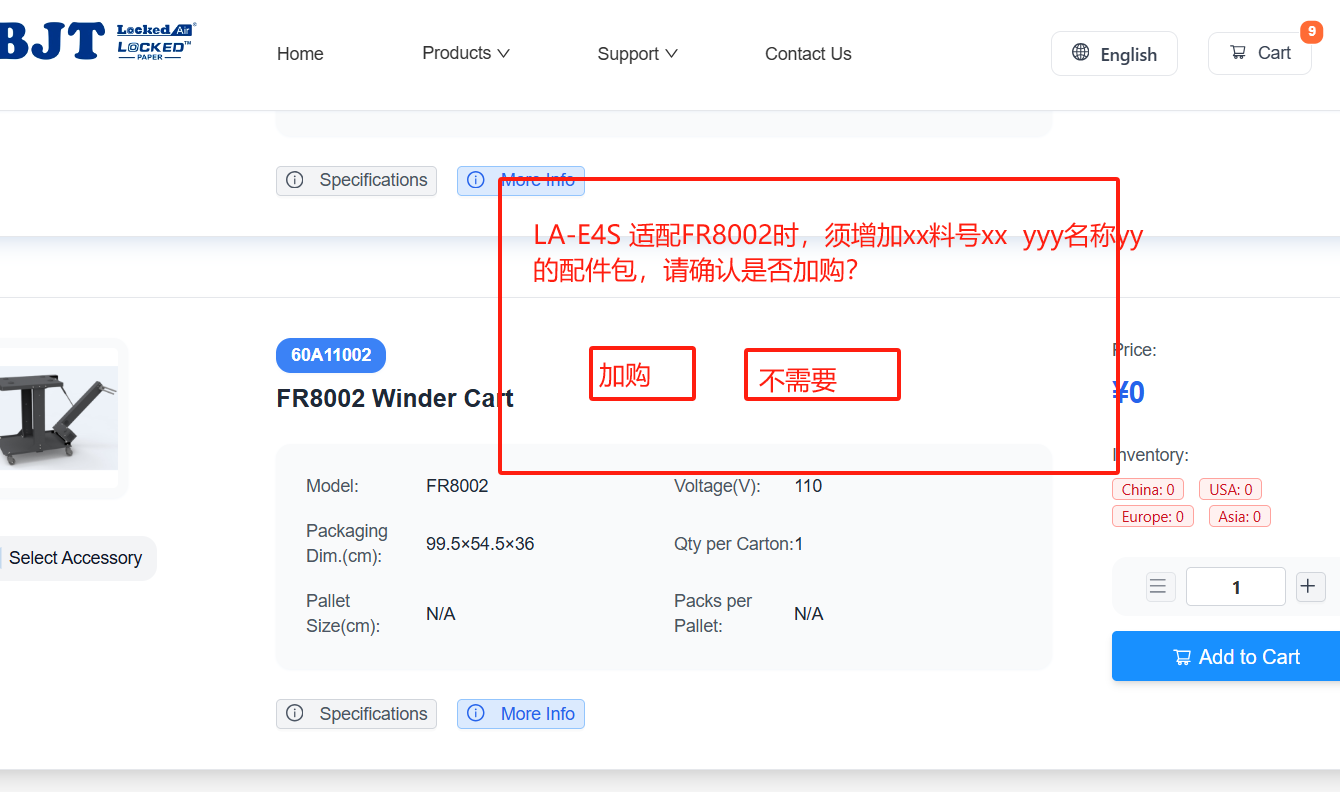 BJT Locked Air®
LOCKED™
PAPER
Home Products Support Contact Us English Cart 9
Specifications More Info
LA-E4S 适配FR8002时，须增加xx料号xx yyy名称yy
的配件包，请确认是否加购？
加购 不需要
60A11002
FR8002 Winder Cart
Price:
¥0
Inventory:
China: 0 USA: 0
Europe: 0 Asia: 0
Select Accessory
Model: FR8002 Voltage(V): 110
Packaging
Dim.(cm): 99.5×54.5×36 Qty per Carton: 1
Pallet
Size(cm): N/A Packs per
Pallet: N/A
1
Add to Cart
Specifications More Info